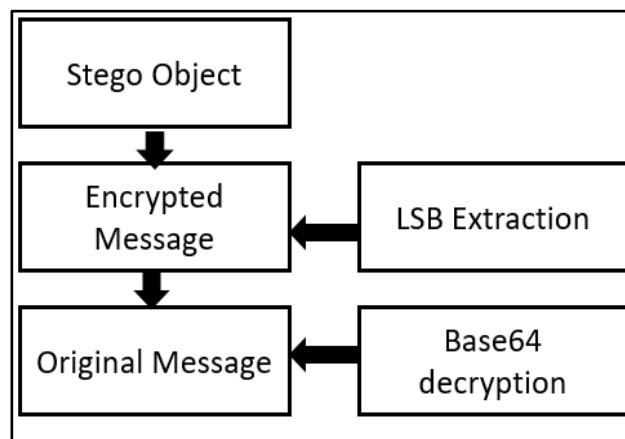 Stego Object
Encrypted
Message
LSB Extraction
Original Message
Base64
decryption